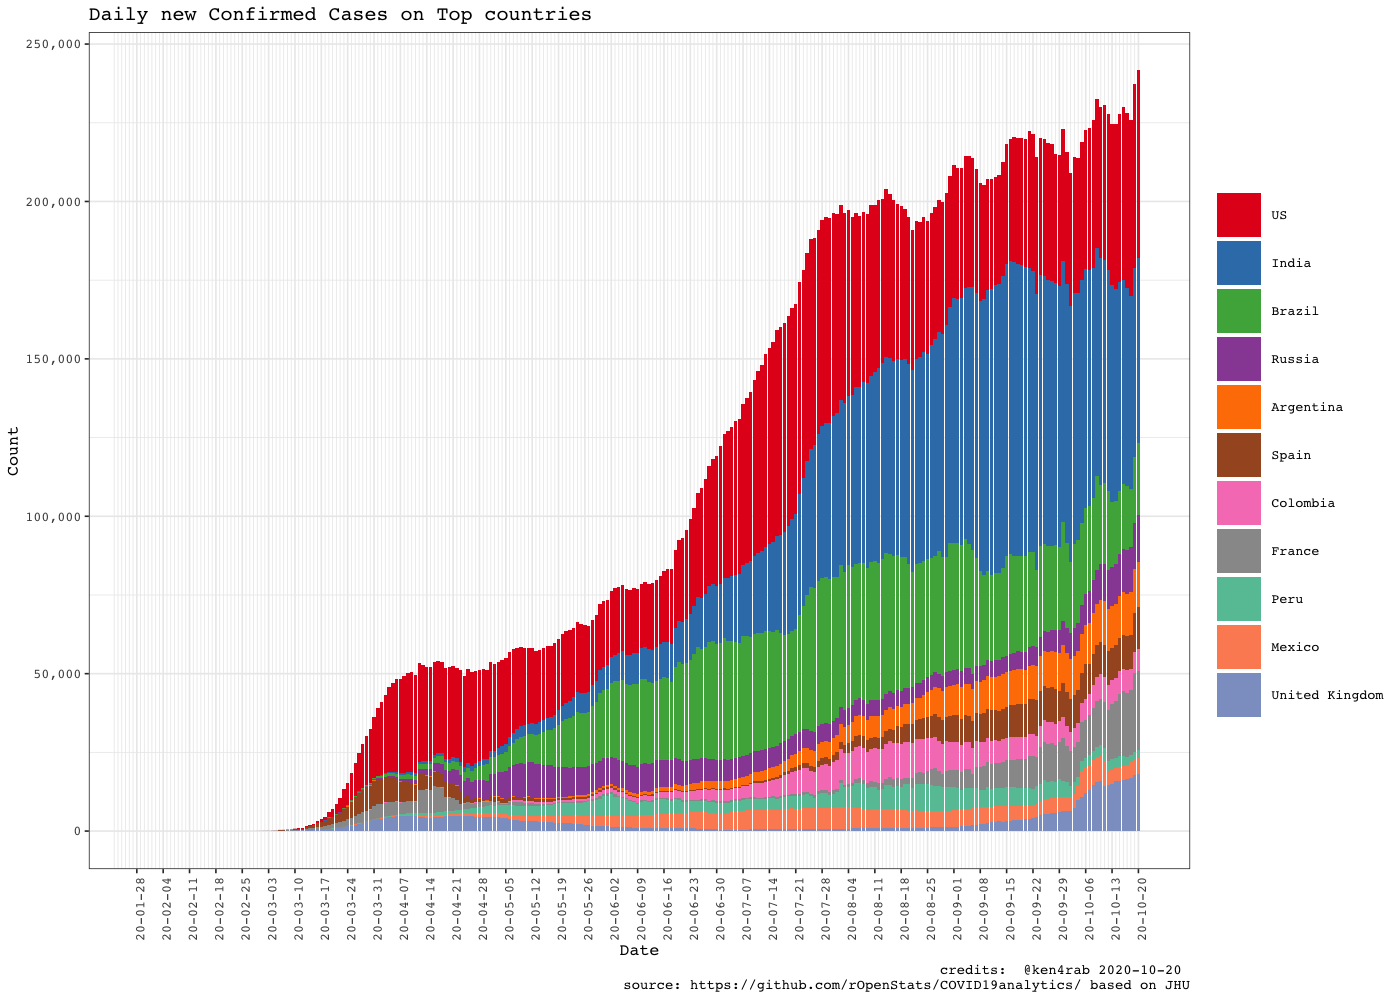 Daily new Confirmed Cases on Top countries
250,000
200,000
150,000
100,000
50,000
0
Count
20-01-28
20-02-04
20-02-11
20-02-18
20-02-25
20-03-03
20-03-10
20-03-17
20-03-24
20-03-31
20-04-07
20-04-14
20-04-21
20-04-28
20-05-05
20-05-12
20-05-19
20-05-26
20-06-02
20-06-09
20-06-16
20-06-23
20-06-30
20-07-07
20-07-14
20-07-21
20-07-28
20-08-04
20-08-11
20-08-18
20-08-25
20-09-01
20-09-08
20-09-15
20-09-22
20-09-29
20-10-06
20-10-13
20-10-20
Date
US
India
Brazil
Russia
Argentina
Spain
Colombia
France
Peru
Mexico
United Kingdom
credits:  @ken4rab 2020-10-20
source: https://github.com/rOpenStats/COVID19analytics/ based on JHU